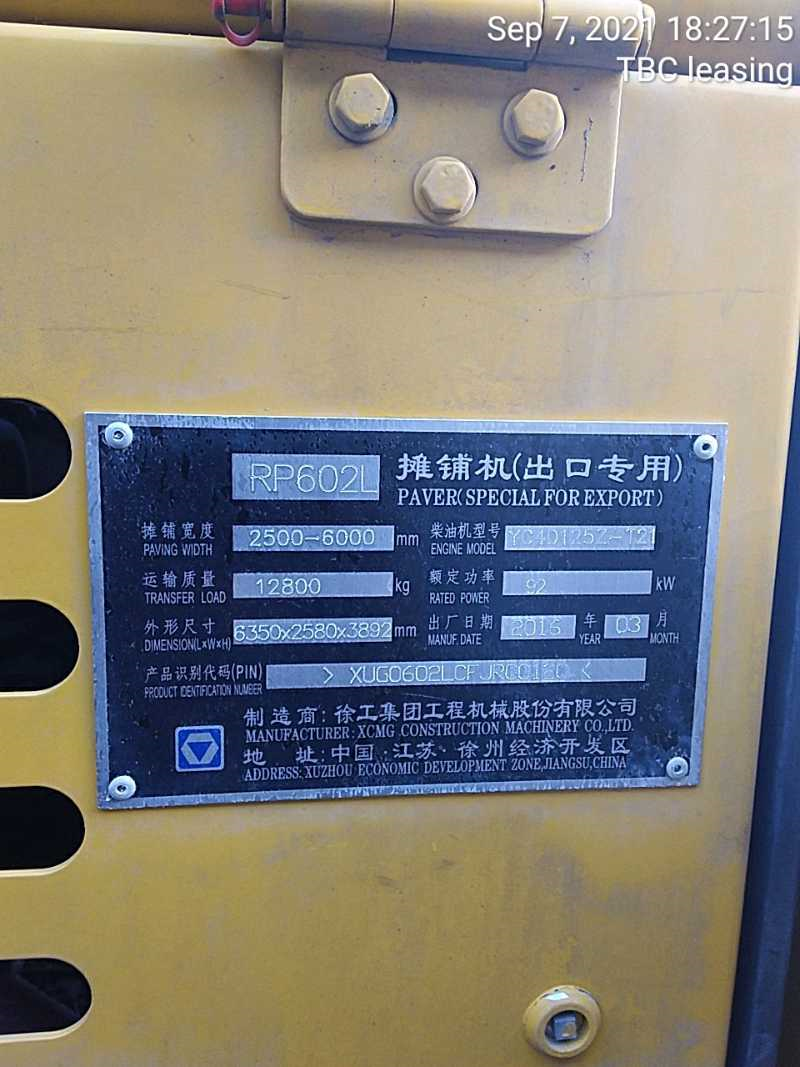 Sep 7, 2021 18:27:15
TBC leasing
RP602L 摊铺机(出口专用)
PAVER(SPECIAL FOR EXPORT)
摊铺宽度 2500-6000 mm 柴油机型号 YC4D125Z-T2
PAVING WIDTH ENGINE MODEL
运输质量 12800 kg 额定功率 92 kW
TRANSFER LOAD RATED POWER
外形尺寸 6350x2580x3892 mm 出厂日期 年 03 月
DIMENSION(L×W×H) MANUF. DATE YEAR MONTH
产品识别代码(PIN)
PRODUCT IDENTIFICATION NUMBER
制造商:徐工集团工程机械股份有限公司
MANUFACTURER: XCMG CONSTRUCTION MACHINERY CO.,LTD.
地 址:中国·江苏·徐州经济开发区
ADDRESS: XUZHOU ECONOMIC DEVELOPMENT ZONE,JIANGSU,CHINA